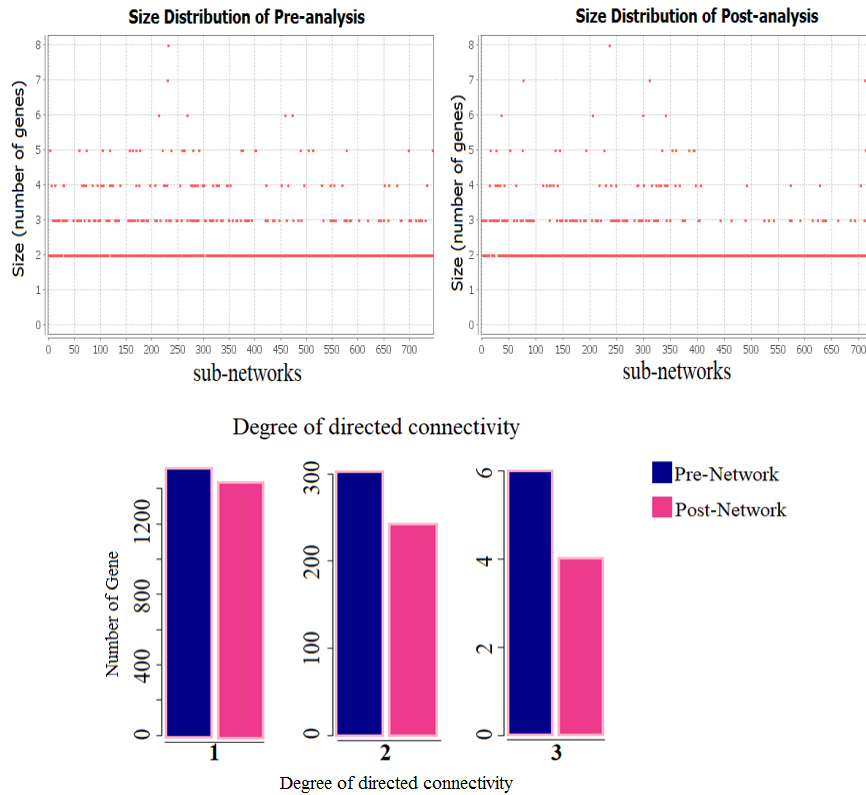 Size Distribution of Pre-analysis
Size (number of genes)
8
7
6
5
4
3
2
1
0
0 50 100 150 200 250 300 350 400 450 500 550 600 650 700
sub-networks
Size Distribution of Post-analysis
Size (number of genes)
8
7
6
5
4
3
2
1
0
0 50 100 150 200 250 300 350 400 450 500 550 600 650 700
sub-networks
Degree of directed connectivity
Number of Gene
1200
800
400
0
1
300
200
100
0
2
6
4
2
0
3
Pre-Network
Post-Network
Degree of directed connectivity